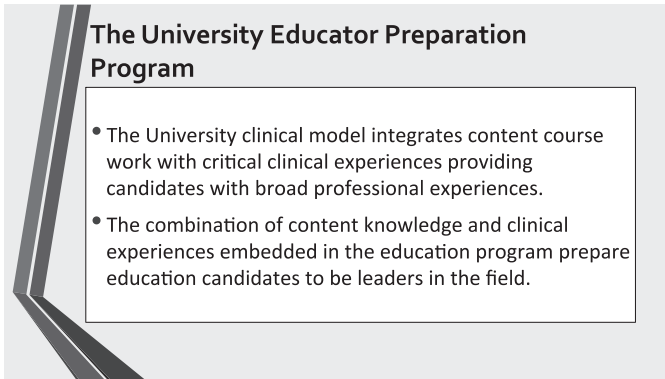 The University Educator Preparation
Program
• The University clinical model integrates content course
work with critical clinical experiences providing
candidates with broad professional experiences.
• The combination of content knowledge and clinical
experiences embedded in the education program prepare
education candidates to be leaders in the field.